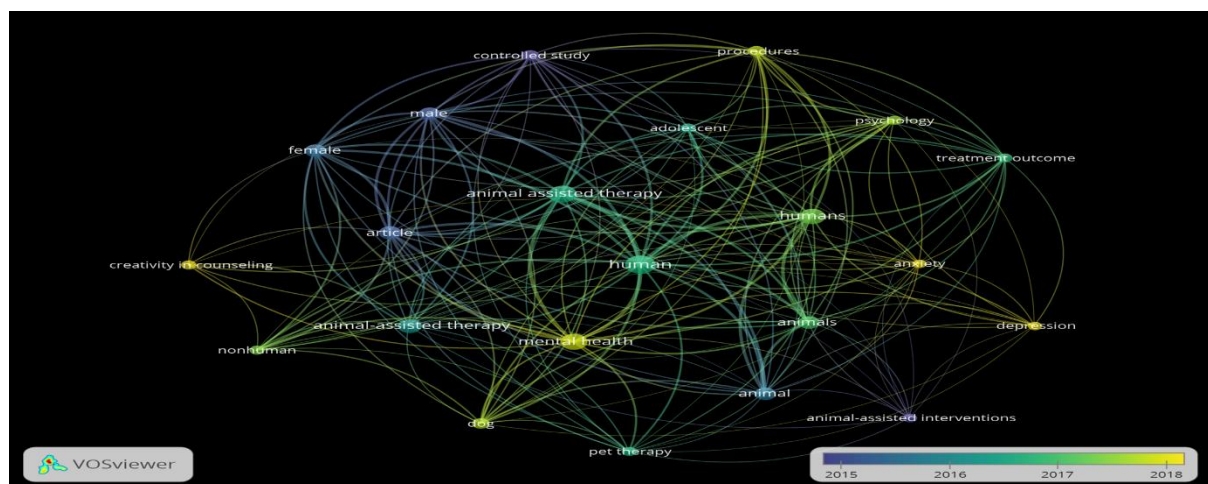 controlled study
procedures
male
psychology
adolescent
female
treatment outcome
animal assisted therapy
humans
article
creativity in counseling
human
anxiety
animal-assisted therapy
animals
depression
mental health
nonhuman
animal
animal-assisted interventions
dog
pet therapy
VOSviewer
2015 2016 2017 2018